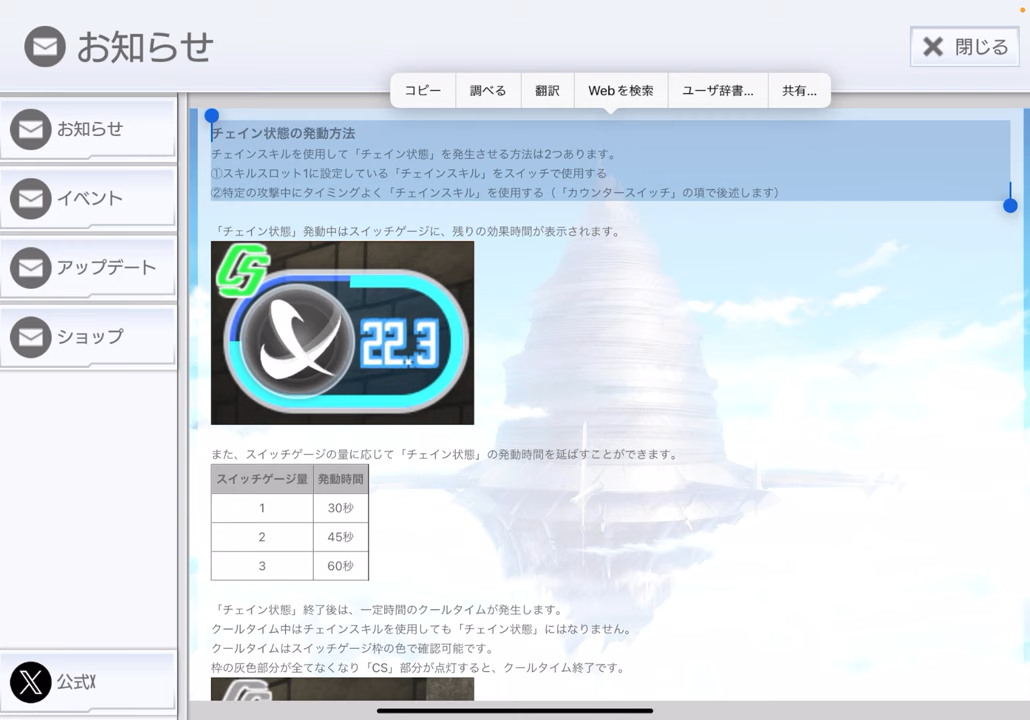 お知らせ
閉じる
コピー
調べる
翻訳
Webを検索
ユーザ辞書...
共有...
お知らせ
イベント
アップデート
ショップ
公式X
チェイン状態の発動方法
チェインスキルを使用して「チェイン状態」を発生させる方法は2つあります。
①スキルスロット1に設定している「チェインスキル」をスイッチで使用する
②特定の攻撃中にタイミングよく「チェインスキル」を使用する（「カウンタースイッチ」の項で後述します）
「チェイン状態」発動中はスイッチゲージに、残りの効果時間が表示されます。
CS
22.3
また、スイッチゲージの量に応じて「チェイン状態」の発動時間を延ばすことができます。
スイッチゲージ量 発動時間
1 30秒
2 45秒
3 60秒
「チェイン状態」終了後は、一定時間のクールタイムが発生します。
クールタイム中はチェインスキルを使用しても「チェイン状態」にはなりません。
クールタイムはスイッチゲージ枠の色で確認可能です。
枠の灰色部分が全てなくなり「CS」部分が点灯すると、クールタイム終了です。